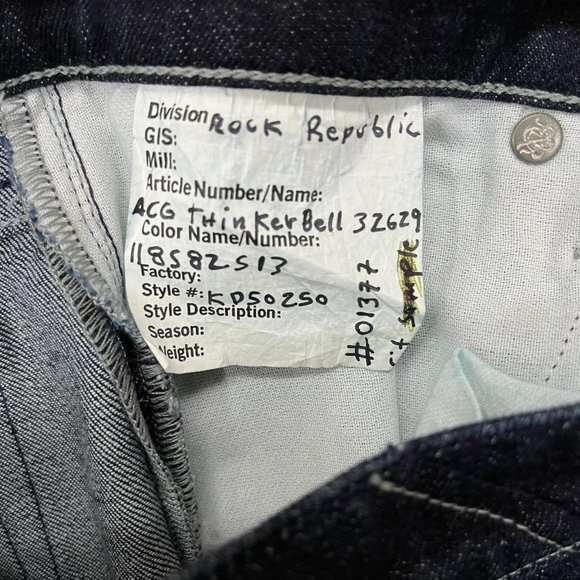 Division ROCK Republic
GIS:
Mill:
Article Number/Name:
ACG THinKerBell 32629
Color Name/Number:
118582513
Factory:
Style #: KD50250
Style Description:
Season:
Weight:
#01377
Sample